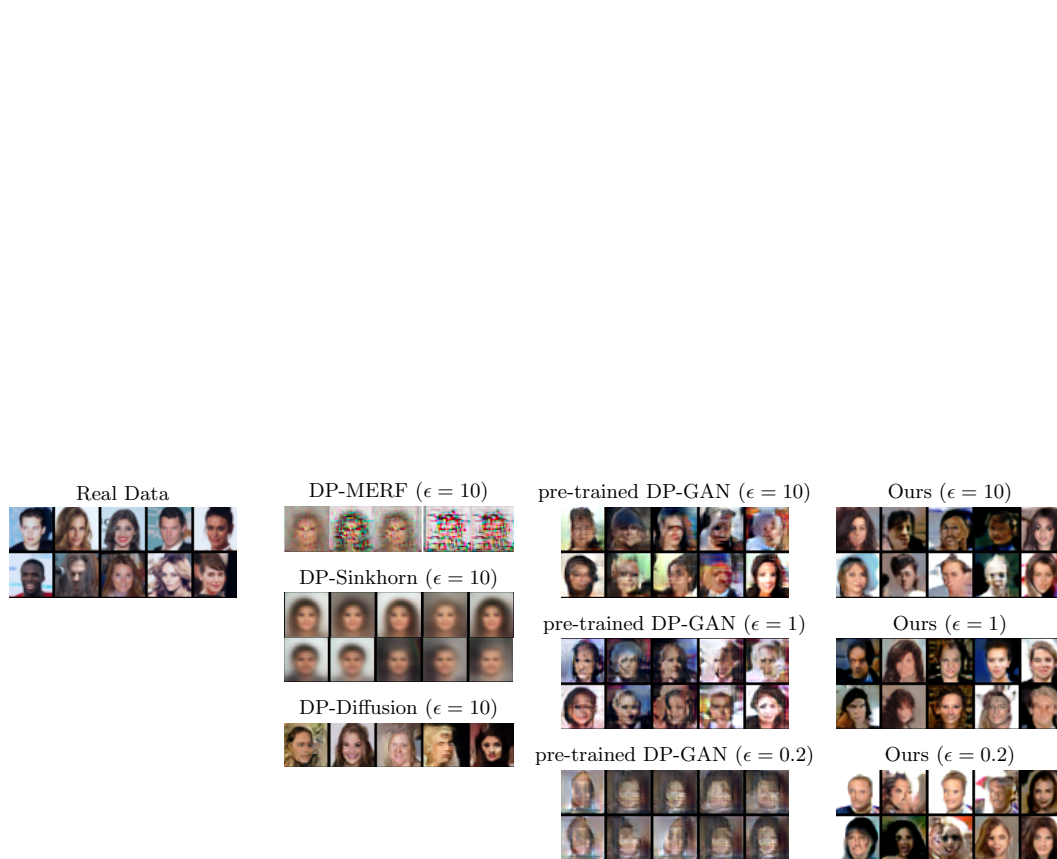 Real Data
DP-MERF (ϵ = 10)
pre-trained DP-GAN (ϵ = 10)
Ours (ϵ = 10)
DP-Sinkhorn (ϵ = 10)
pre-trained DP-GAN (ϵ = 1)
Ours (ϵ = 1)
DP-Diffusion (ϵ = 10)
pre-trained DP-GAN (ϵ = 0.2)
Ours (ϵ = 0.2)